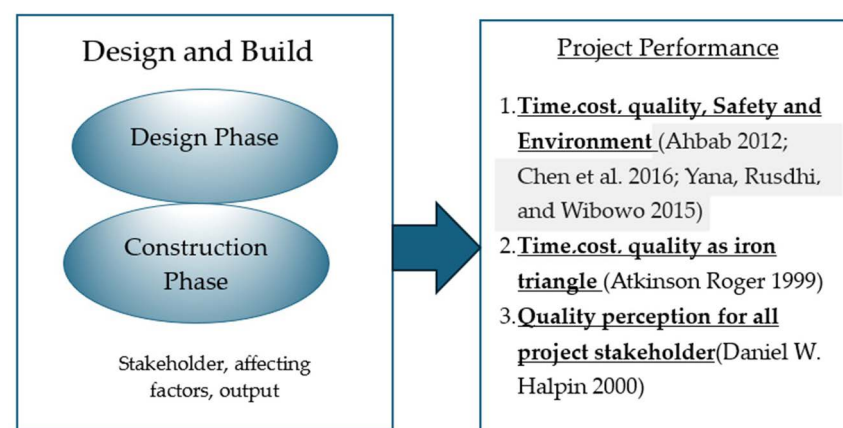 Design and Build
Design Phase
Construction
Phase
Stakeholder, affecting
factors, output
Project Performance
1.Time.cost. quality, Safety and
Environment (Ahbab 2012;
Chen et al. 2016; Yana, Rusdhi,
and Wibowo 2015)
2.Time.cost. quality as iron
triangle (Atkinson Roger 1999)
3.Quality perception for all
project stakeholder(Daniel W.
Halpin 2000)